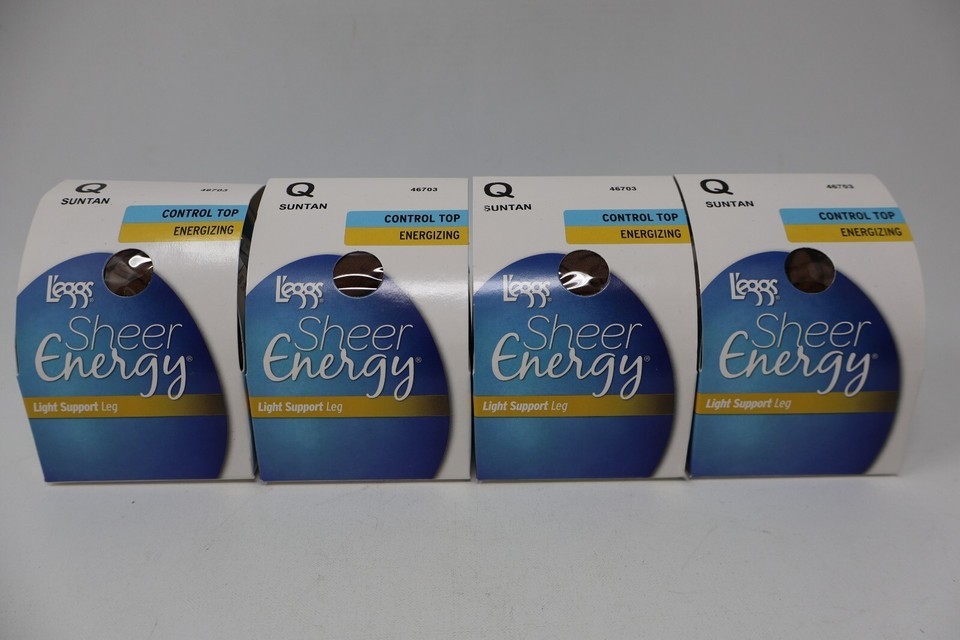 Q 46703
SUNTAN
CONTROL TOP
ENERGIZING
L'eggs®
Sheer
Energy®
Light Support Leg
Q 46703
SUNTAN
CONTROL TOP
ENERGIZING
L'eggs®
Sheer
Energy®
Light Support Leg
Q 46703
SUNTAN
CONTROL TOP
ENERGIZING
L'eggs®
Sheer
Energy®
Light Support Leg
Q 46703
SUNTAN
CONTROL TOP
ENERGIZING
L'eggs®
Sheer
Energy®
Light Support Leg